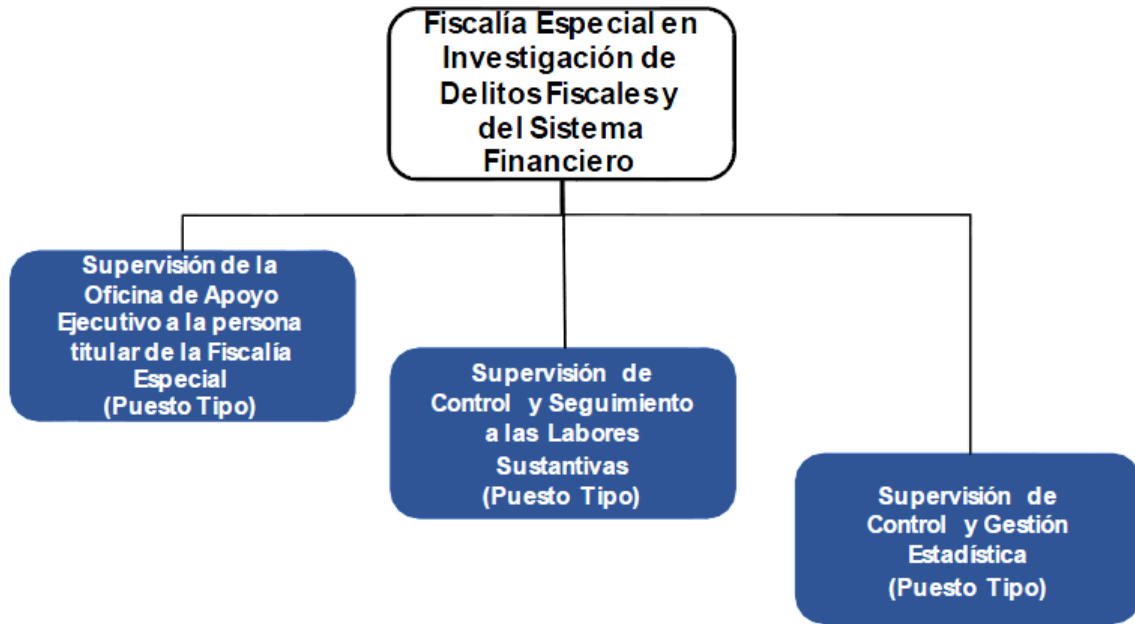 Fiscalía Especial en
Investigación de
Delitos Fiscales y
del Sistema
Financiero
Supervisión de la
Oficina de Apoyo
Ejecutivo a la persona
titular de la Fiscalía
Especial
(Puesto Tipo)
Supervisión de
Control y Seguimiento
a las Labores
Sustantivas
(Puesto Tipo)
Supervisión de
Control y Gestión
Estadística
(Puesto Tipo)